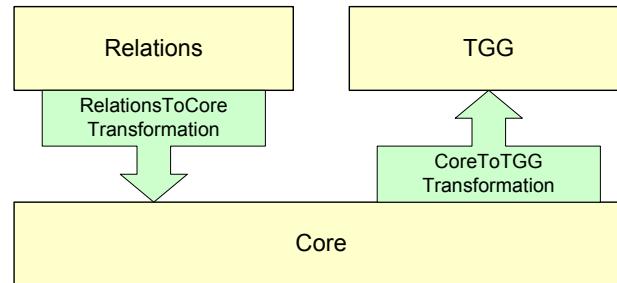 Relations
TGG
RelationsToCore
Transformation
CoreToTGG
Transformation
Core